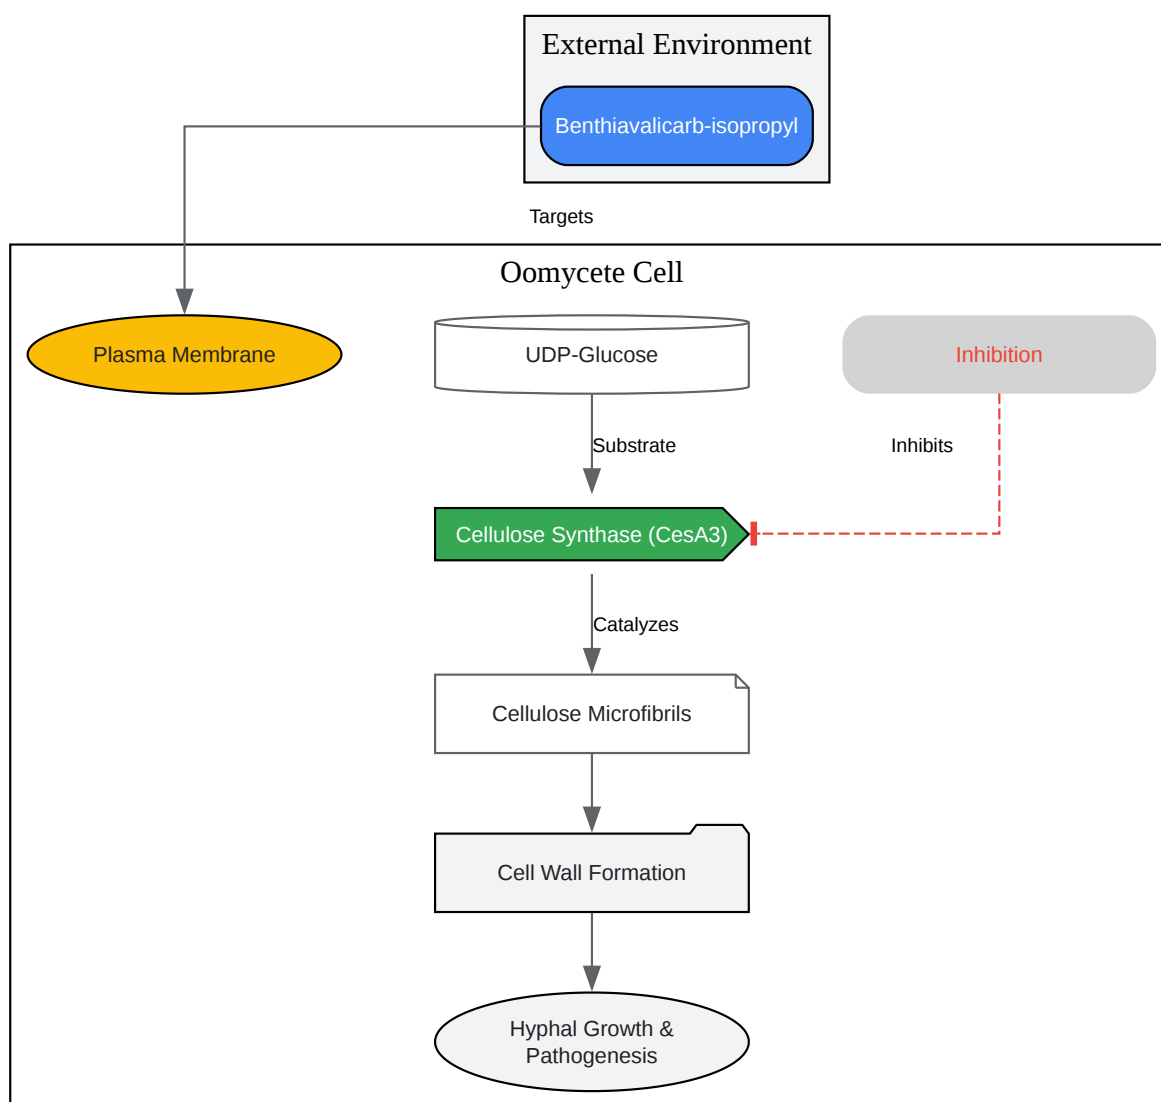 External Environment
Benthiavalicarb-isopropyl
Targets
Oomycete Cell
Plasma Membrane
UDP-Glucose
Inhibition
Substrate
Inhibits
Cellulose Synthase (CesA3)
Catalyzes
Cellulose Microfibrils
Cell Wall Formation
Hyphal Growth &
Pathogenesis